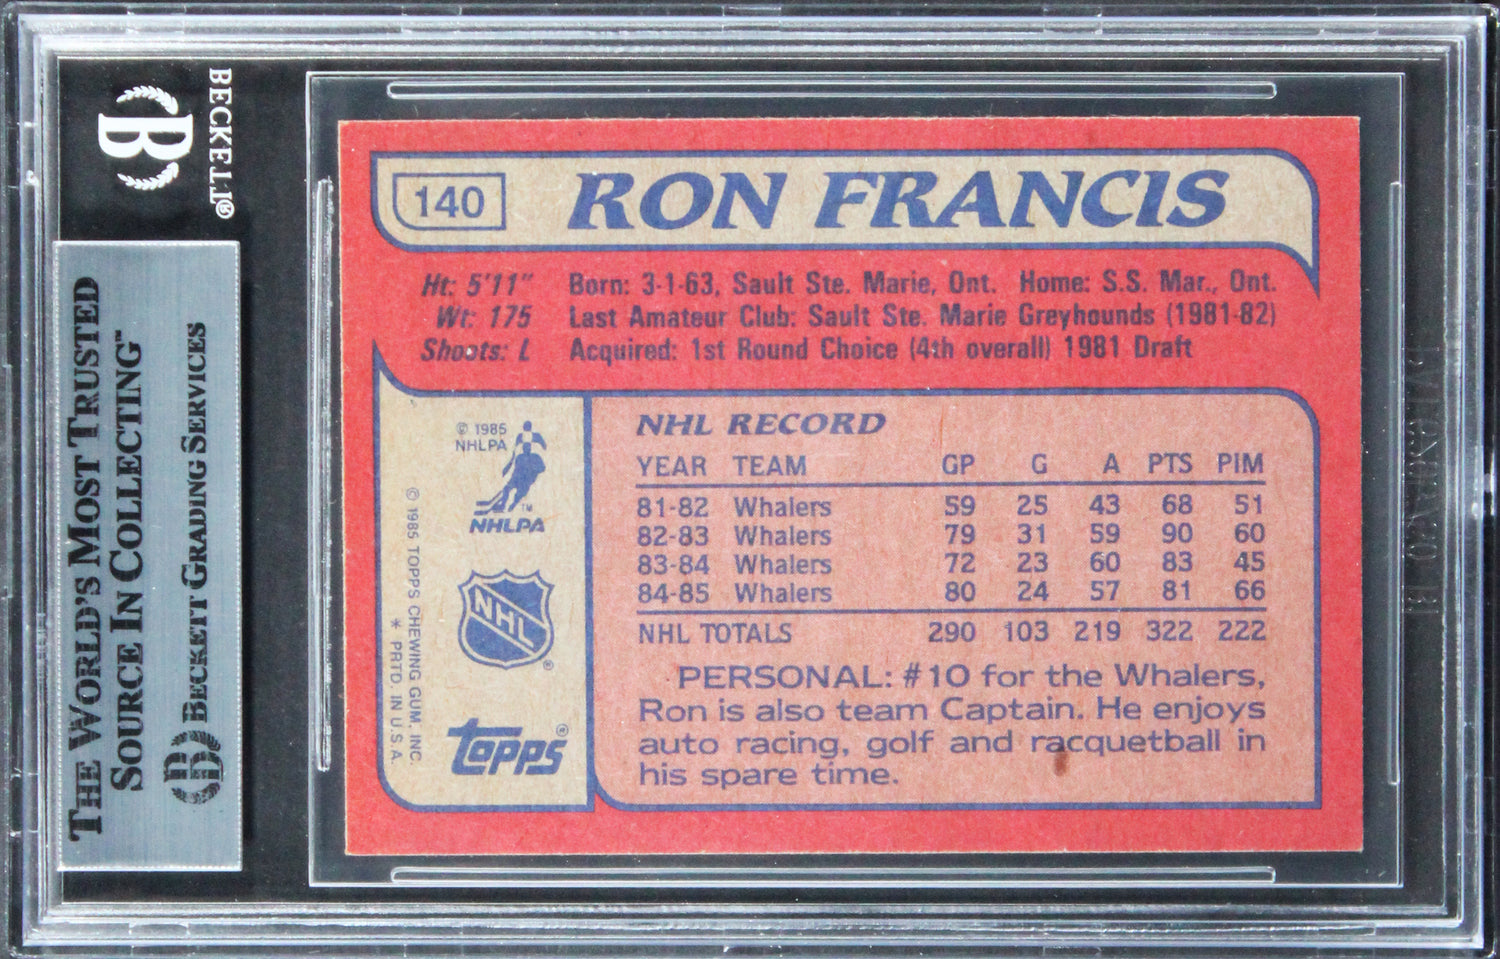 BECKETT®
B
THE WORLD'S MOST TRUSTED
SOURCE IN COLLECTING™
BECKETT GRADING SERVICES
140
RON FRANCIS
Ht: 5'11" Born: 3-1-63, Sault Ste. Marie, Ont. Home: S.S. Mar., Ont.
Wt: 175 Last Amateur Club: Sault Ste. Marie Greyhounds (1981-82)
Shoots: L Acquired: 1st Round Choice (4th overall) 1981 Draft
© 1985
NHLPA
TM
NHLPA
NHL®
topps®
© 1985 TOPPS CHEWING GUM, INC.
* PRTD. IN U.S.A.
NHL RECORD
YEAR TEAM GP G A PTS PIM
81-82 Whalers 59 25 43 68 51
82-83 Whalers 79 31 59 90 60
83-84 Whalers 72 23 60 83 45
84-85 Whalers 80 24 57 81 66
NHL TOTALS 290 103 219 322 222
PERSONAL: #10 for the Whalers,
Ron is also team Captain. He enjoys
auto racing, golf and racquetball in
his spare time.